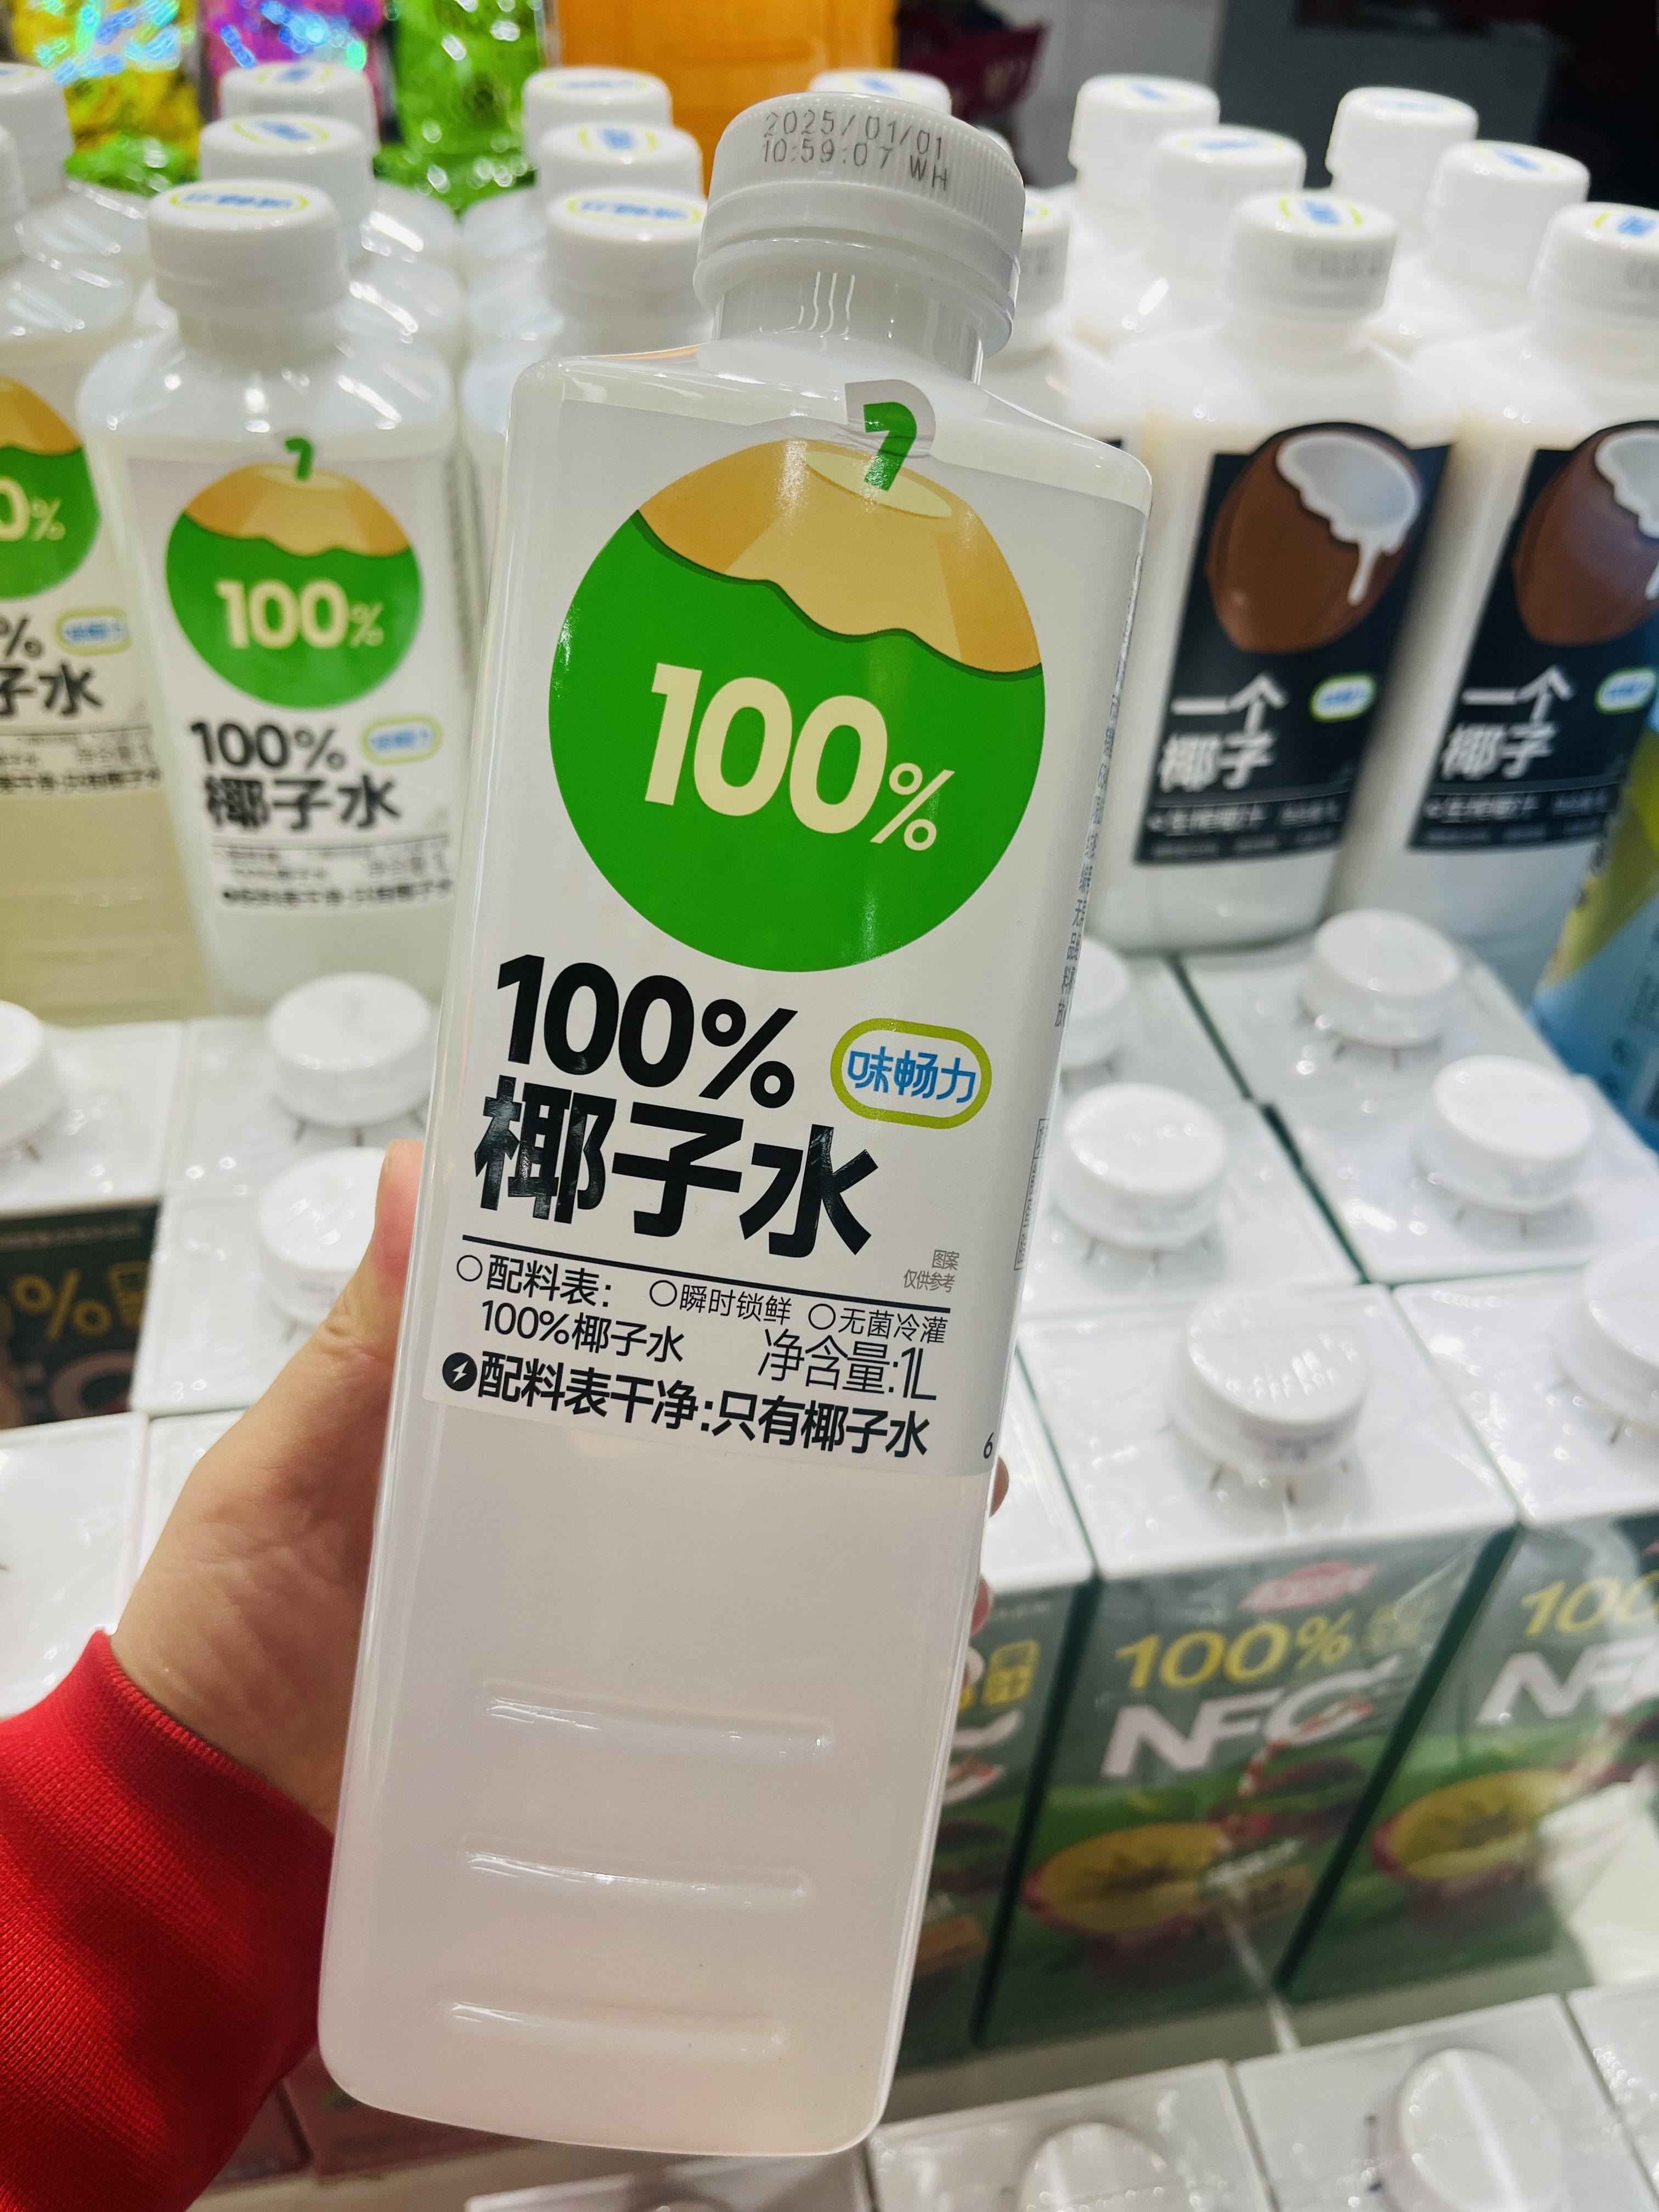 2025/01/01
10:59:07 WH
100%
100%
味畅力
椰子水
图案
仅供参考
○配料表: ○瞬时锁鲜 ○无菌冷灌
100%椰子水 净含量:1L
配料表干净:只有椰子水
6
100%
100%
椰子水
一个
椰子
一个
椰子
100%
NFC